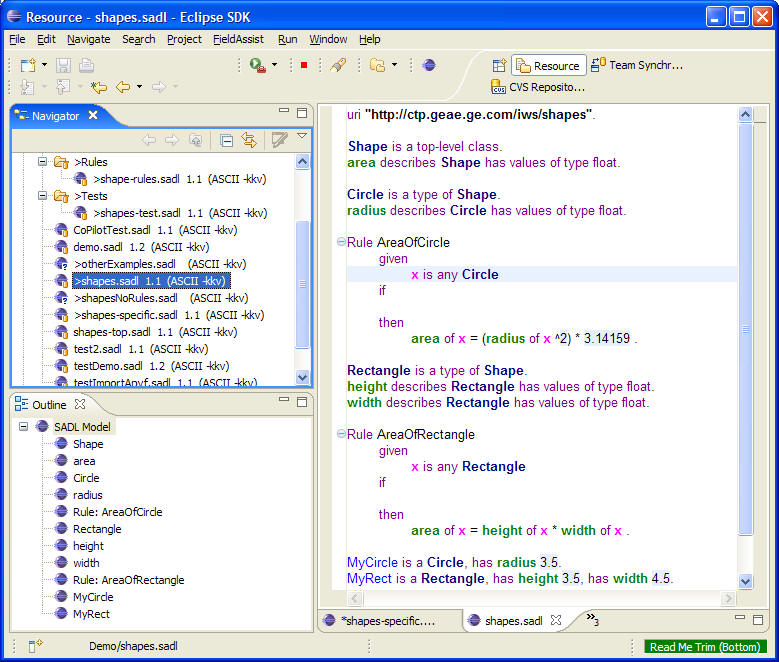 Resource - shapes.sadl - Eclipse SDK
File Edit Navigate Search Project FieldAssist Run Window Help
Resource Team Synchr...
CVS Reposito...
Navigator
>Rules
>shape-rules.sadl 1.1 (ASCII -kkv)
>Tests
>shapes-test.sadl 1.1 (ASCII -kkv)
CoPilotTest.sadl 1.1 (ASCII -kkv)
demo.sadl 1.2 (ASCII -kkv)
>otherExamples.sadl (ASCII -kkv)
>shapes.sadl 1.1 (ASCII -kkv)
>shapesNoRules.sadl (ASCII -kkv)
>shapes-specific.sadl 1.1 (ASCII -kkv)
shapes-top.sadl 1.1 (ASCII -kkv)
test2.sadl 1.1 (ASCII -kkv)
testDemo.sadl 1.2 (ASCII -kkv)
1.1 (ASCII -kkv)
Outline
SADL Model
Shape
area
Circle
radius
Rule: AreaOfCircle
Rectangle
height
width
Rule: AreaOfRectangle
MyCircle
MyRect
uri "http://ctp.geae.ge.com/iws/shapes".
Shape is a top-level class.
area describes Shape has values of type float.
Circle is a type of Shape.
radius describes Circle has values of type float.
Rule AreaOfCircle
given
x is any Circle
if
then
area of x = (radius of x ^2) * 3.14159 .
Rectangle is a type of Shape.
height describes Rectangle has values of type float.
width describes Rectangle has values of type float.
Rule AreaOfRectangle
given
x is any Rectangle
if
then
area of x = height of x * width of x .
MyCircle is a Circle, has radius 3.5.
MyRect is a Rectangle, has height 3.5, has width 4.5.
*shapes-specific.... shapes.sadl »3
Demo/shapes.sadl
Read Me Trim (Bottom)